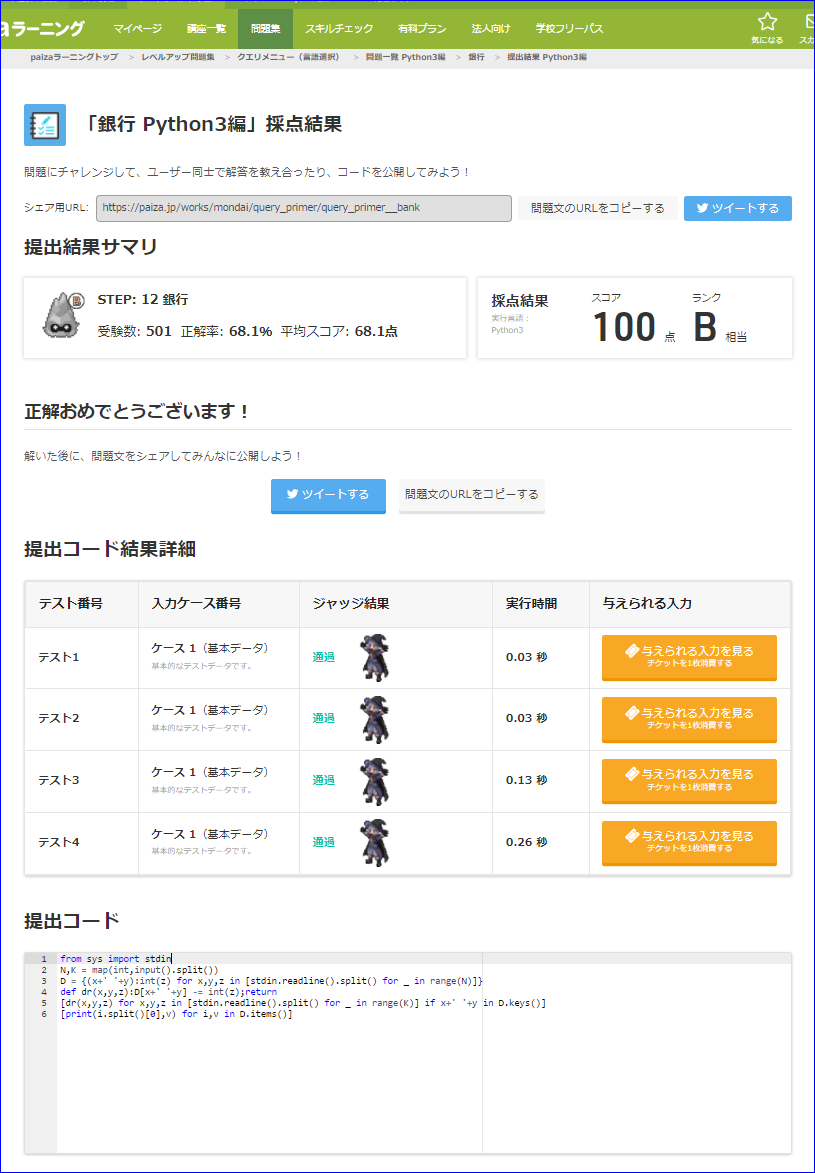 aラーニング
マイページ
講座一覧
問題集
スキルチェック
有料プラン
法人向け
学校フリーパス
気になる
スカ
paizaラーニングトップ > レベルアップ問題集 > クエリメニュー（言語選択） > 問題一覧 Python3編 > 銀行 > 提出結果 Python3編
「銀行 Python3編」採点結果
問題にチャレンジして、ユーザー同士で解答を教え合ったり、コードを公開してみよう！
シェア用URL: https://paiza.jp/works/mondai/query_primer/query_primer__bank 問題文のURLをコピーする ツイートする
提出結果サマリ
B
STEP: 12 銀行
受験数: 501 正解率: 68.1% 平均スコア: 68.1点
採点結果
実行言語：
Python3
スコア
100 点
ランク
B 相当
正解おめでとうございます！
解いた後に、問題文をシェアしてみんなに公開しよう！
ツイートする 問題文のURLをコピーする
提出コード結果詳細
テスト番号 入力ケース番号 ジャッジ結果 実行時間 与えられる入力
テスト1
ケース 1（基本データ）
基本的なテストデータです。
通過
0.03 秒
与えられる入力を見る
チケットを1枚消費する
テスト2
ケース 1（基本データ）
基本的なテストデータです。
通過
0.03 秒
与えられる入力を見る
チケットを1枚消費する
テスト3
ケース 1（基本データ）
基本的なテストデータです。
通過
0.13 秒
与えられる入力を見る
チケットを1枚消費する
テスト4
ケース 1（基本データ）
基本的なテストデータです。
通過
0.26 秒
与えられる入力を見る
チケットを1枚消費する
提出コード
1 from sys import stdin
2 N,K = map(int,input().split())
3 D = {(x+' '+y):int(z) for x,y,z in [stdin.readline().split() for _ in range(N)]}
4 def dr(x,y,z):D[x+' '+y] -= int(z);return
5 [dr(x,y,z) for x,y,z in [stdin.readline().split() for _ in range(K)] if x+' '+y in D.keys()]
6 [print(i.split()[0],v) for i,v in D.items()]